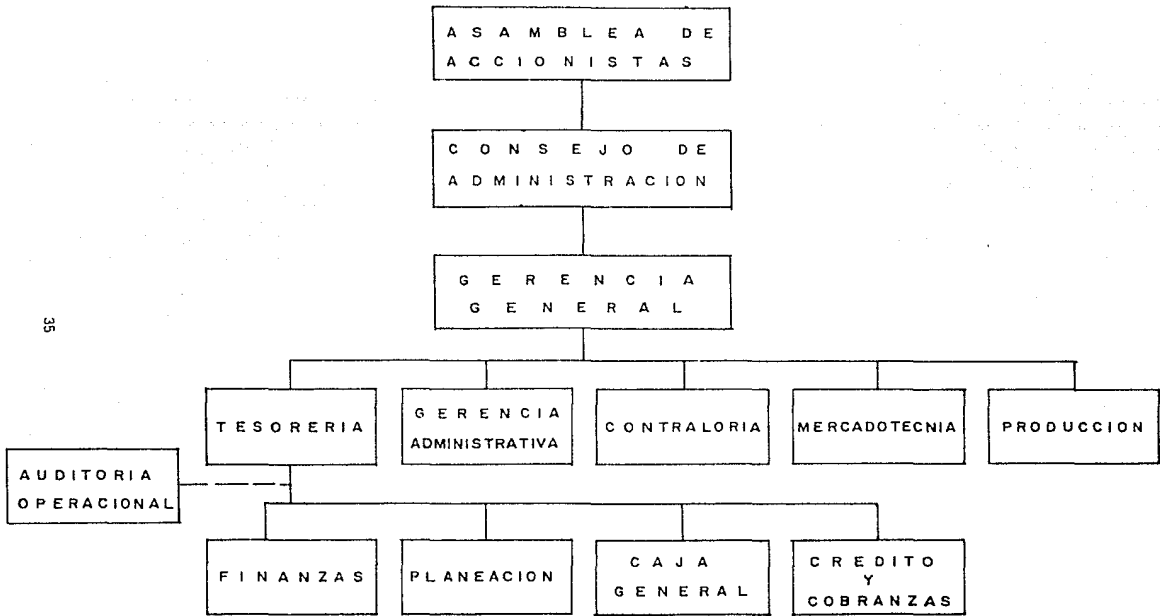 ASAMBLEA DE
ACCIONISTAS
CONSEJO DE
ADMINISTRACION
GERENCIA
GENERAL
35
TESORERIA
GERENCIA
ADMINISTRATIVA
CONTRALORIA
MERCADOTECNIA
PRODUCCION
AUDITORIA
OPERACIONAL
FINANZAS
PLANEACION
CAJA
GENERAL
CREDITO
Y
COBRANZAS